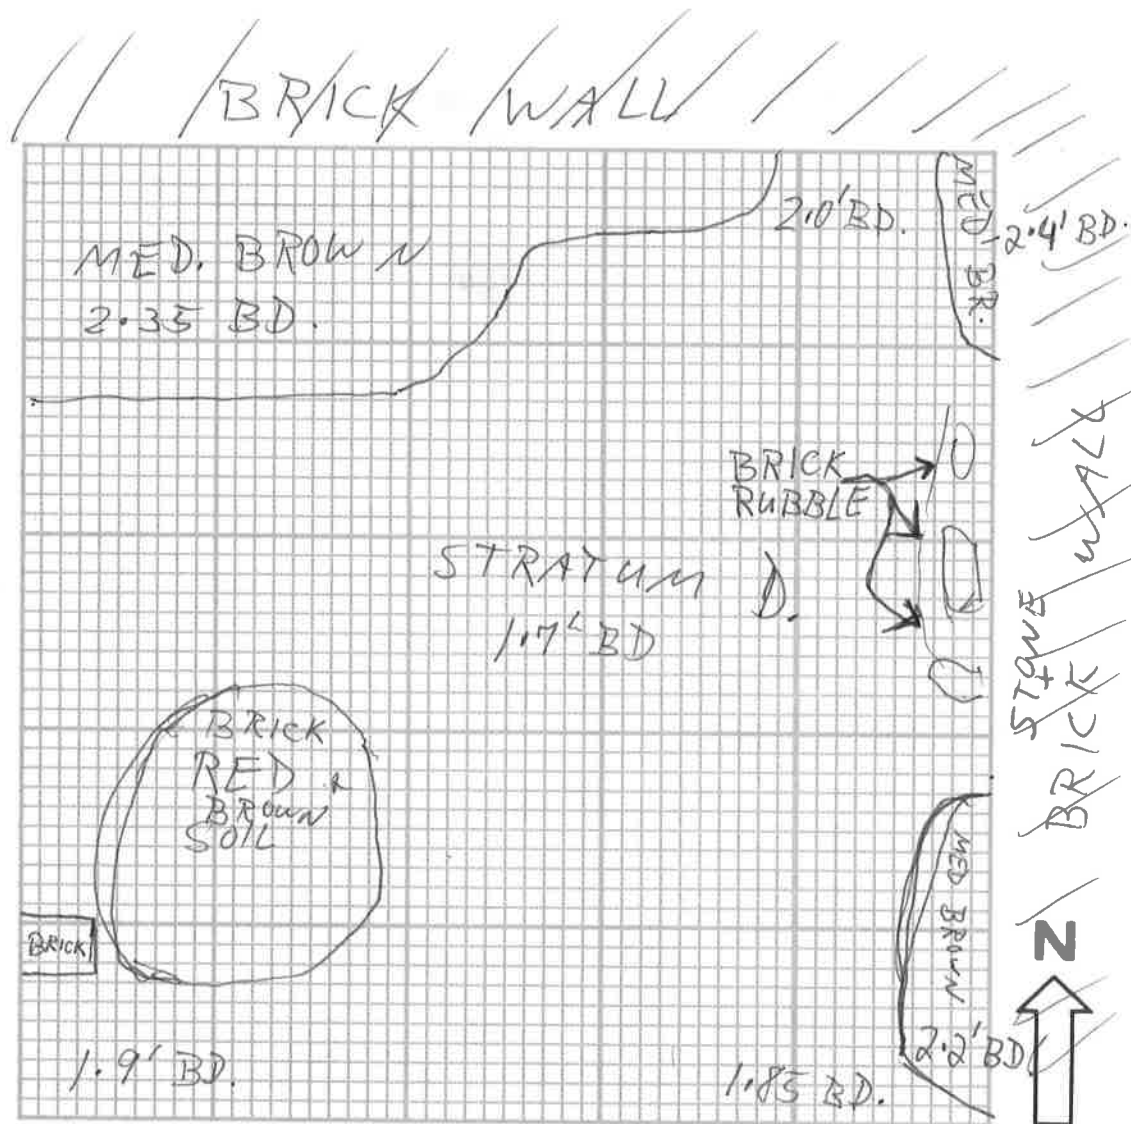 BRICK WALL
MED. BROWN
2.35 BD.
2.0' BD.
MED BR.
2.4' BD.
BRICK
RUBBLE
STRATUM D.
1.7' BD
STONE +
BRICK WALL
BRICK
RED +
BROWN
SOIL
BRICK
MED BROWN
2.2' BD
1.9' BD.
1.85 BD.
N